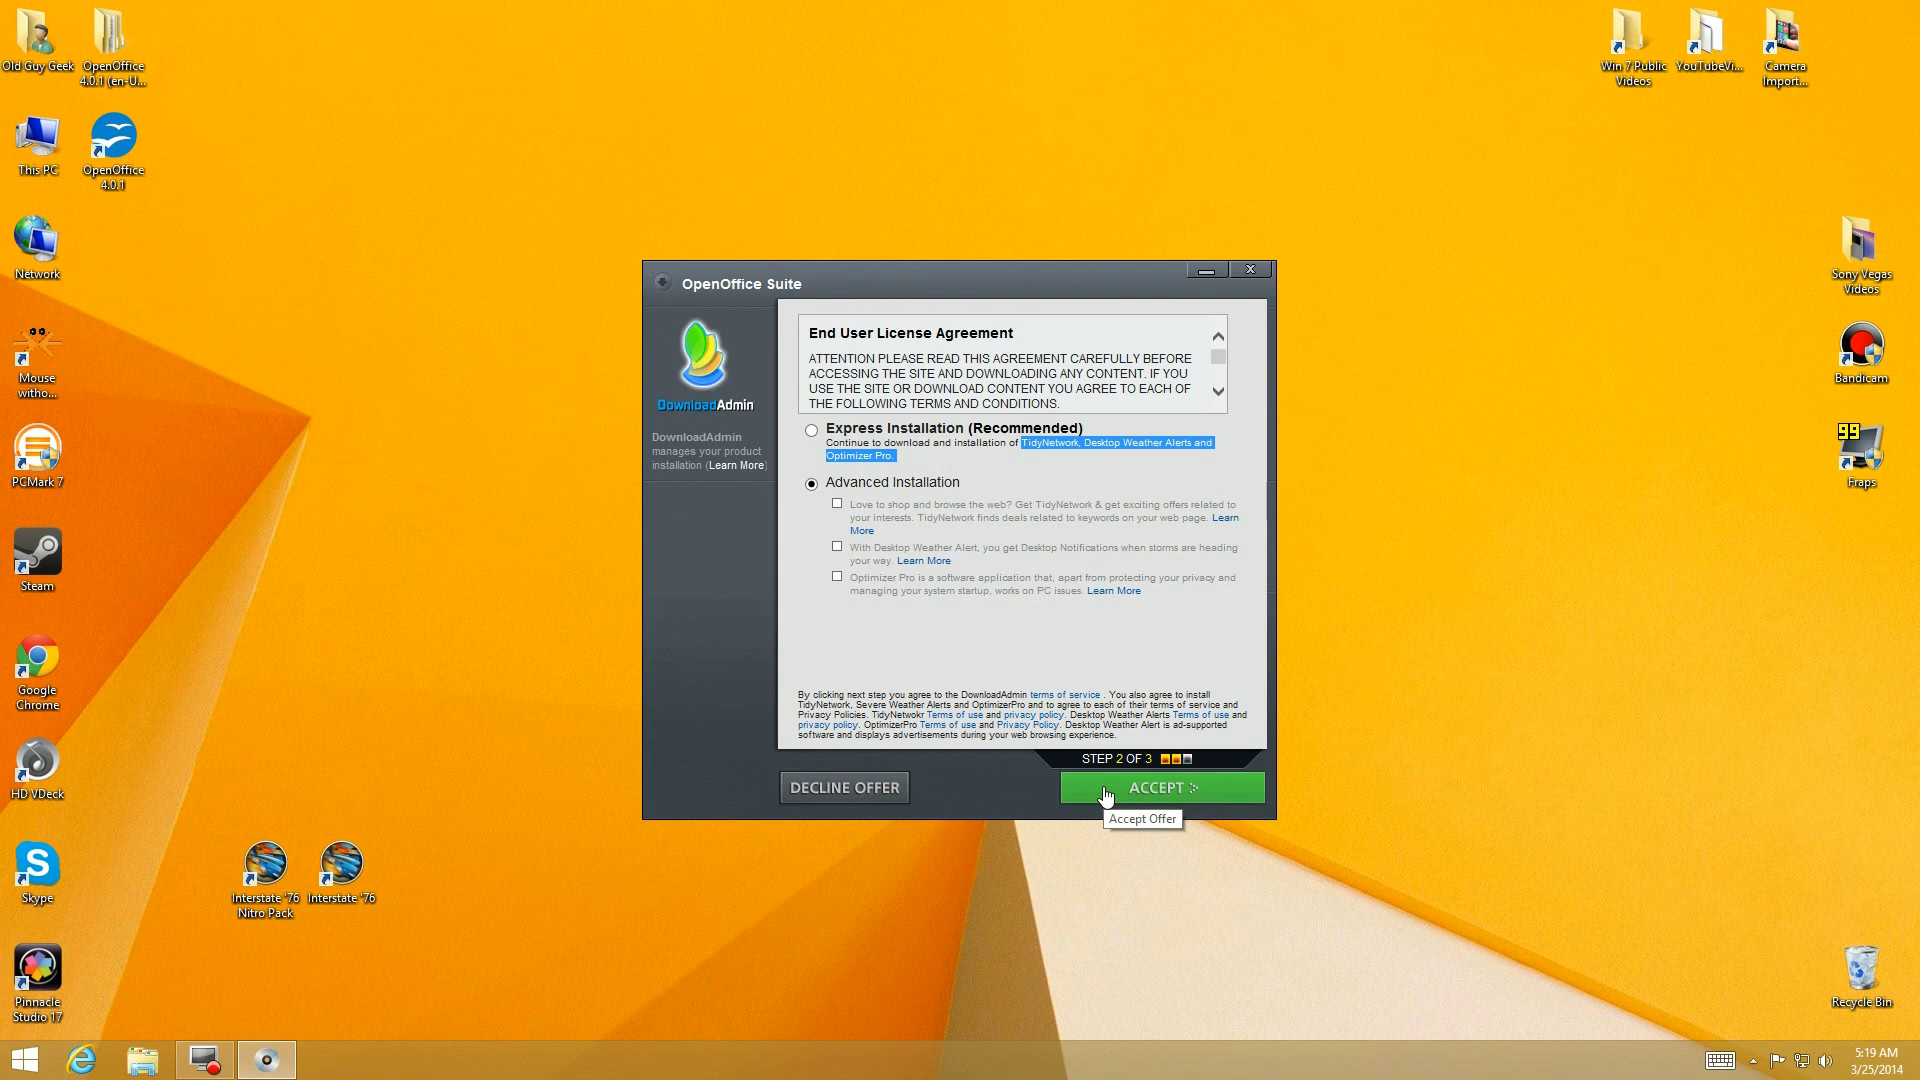 Old Guy Geek
OpenOffice
4.0.1 (en-U...
Win 7 Public
Videos
YouTubeVi...
Camera
Import...
This PC
OpenOffice
4.0.1
Network
Sony Vegas
Videos
Mouse
witho...
Bandicam
PCMark 7
99
Fraps
Steam
Google
Chrome
HD VDeck
Skype
Interstate '76
Nitro Pack
Interstate '76
Pinnacle
Studio 17
Recycle Bin
OpenOffice Suite
DownloadAdmin
DownloadAdmin
manages your product
installation (Learn More)
End User License Agreement
ATTENTION PLEASE READ THIS AGREEMENT CAREFULLY BEFORE
ACCESSING THE SITE AND DOWNLOADING ANY CONTENT. IF YOU
USE THE SITE OR DOWNLOAD CONTENT YOU AGREE TO EACH OF
THE FOLLOWING TERMS AND CONDITIONS.
Express Installation (Recommended)
Continue to download and installation of TidyNetwork, Desktop Weather Alerts and
Optimizer Pro.
Advanced Installation
Love to shop and browse the web? Get TidyNetwork & get exciting offers related to
your interests. TidyNetwork finds deals related to keywords on your web page. Learn
More
With Desktop Weather Alert, you get Desktop Notifications when storms are heading
your way. Learn More
Optimizer Pro is a software application that, apart from protecting your privacy and
managing your system startup, works on PC issues. Learn More
By clicking next step you agree to the DownloadAdmin terms of service . You also agree to install
TidyNetwork, Severe Weather Alerts and OptimizerPro and to agree to each of their terms of service and
Privacy Policies. TidyNetwokr Terms of use and privacy policy. Desktop Weather Alerts Terms of use and
privacy policy. OptimizerPro Terms of use and Privacy Policy. Desktop Weather Alert is ad-supported
software and displays advertisements during your web browsing experience.
STEP 2 OF 3
DECLINE OFFER
ACCEPT
Accept Offer
5:19 AM
3/25/2014